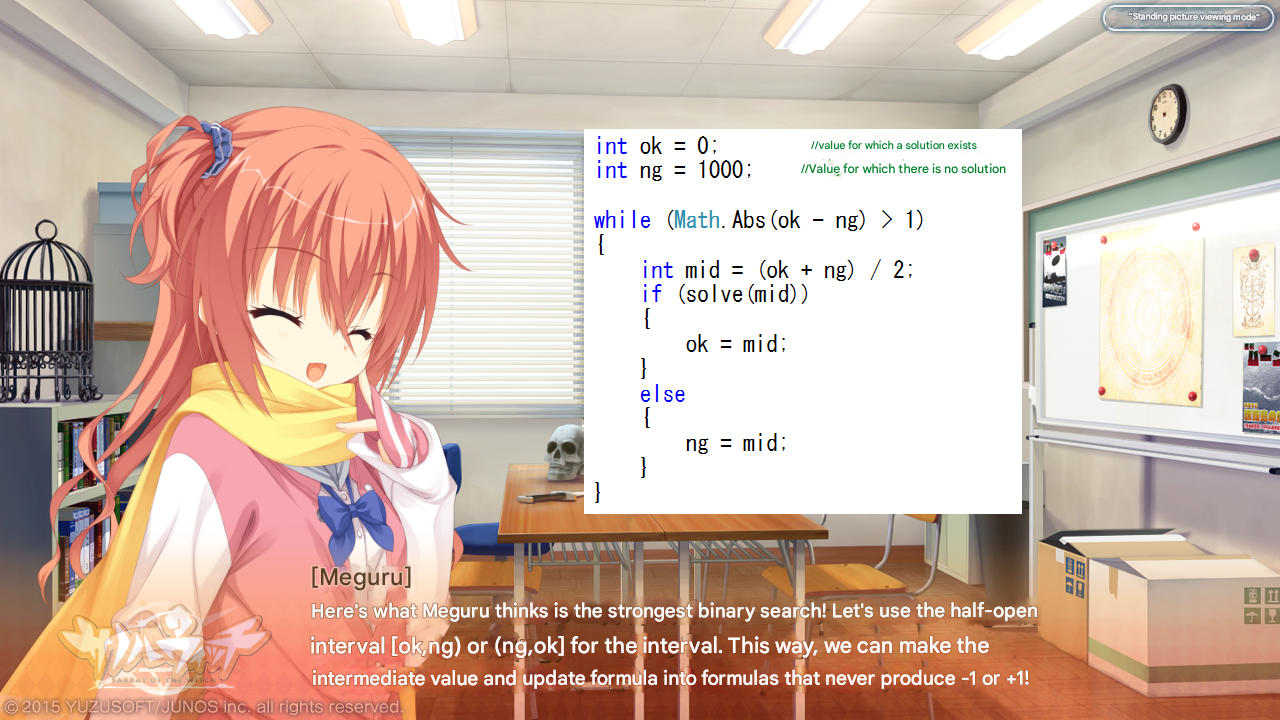 "Standing picture viewing mode"
int ok = 0; //value for which a solution exists
int ng = 1000; //Value for which there is no solution
while (Math.Abs(ok - ng) > 1)
{
int mid = (ok + ng) / 2;
if (solve(mid))
{
ok = mid;
}
else
{
ng = mid;
}
}
[Meguru]
Here's what Meguru thinks is the strongest binary search! Let's use the half-open
interval [ok,ng) or (ng,ok] for the interval. This way, we can make the
intermediate value and update formula into formulas that never produce -1 or +1!
SABBAT OF THE WITCH
© 2015 YUZUSOFT/JUNOS inc. all rights reserved.